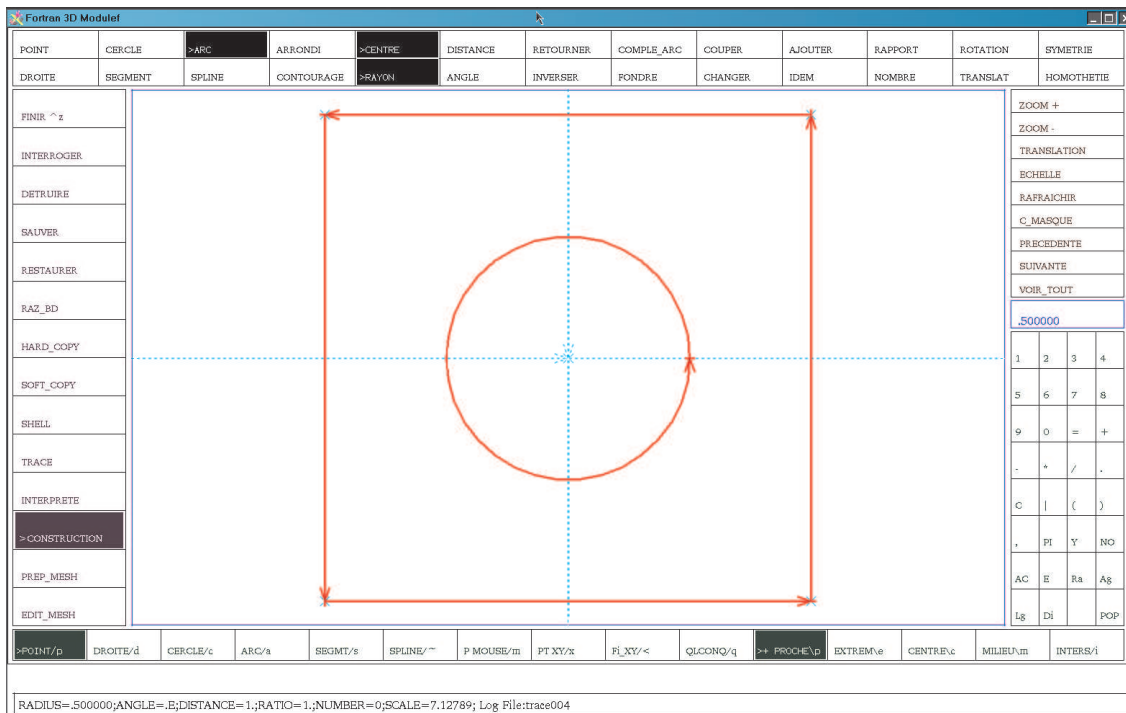 Fortran 3D Modulef
POINT CERCLE >ARC ARRONDI >CENTRE DISTANCE RETOURNER COMPLE_ARC COUPER AJOUTER RAPPORT ROTATION SYMETRIE
DROITE SEGMENT SPLINE CONTOURAGE >RAYON ANGLE INVERSER FONDRE CHANGER IDEM NOMBRE TRANSLAT HOMOTHETIE
FINIR ^z
INTERROGER
DETRUIRE
SAUVER
RESTAURER
RAZ_BD
HARD_COPY
SOFT_COPY
SHELL
TRACE
INTERPRETE
>CONSTRUCTION
PREP_MESH
EDIT_MESH
ZOOM +
ZOOM -
TRANSLATION
ECHELLE
RAFRAICHIR
C_MASQUE
PRECEDENTE
SUIVANTE
VOIR_TOUT
.500000
1 2 3 4
5 6 7 8
9 0 = +
- * / .
C | ( )
, PI Y NO
AC E Ra Ag
Lg Di POP
>POINT/p DROITE/d CERCLE/c ARC/a SEGMT/s SPLINE/~ P MOUSE/m PT XY/x Fi_XY/< QLCONQ/q >+ PROCHE\p EXTREM\e CENTRE\c MILIEU\m INTERS/i
RADIUS=.500000;ANGLE=.E;DISTANCE=1.;RATIO=1.;NUMBER=0;SCALE=7.12789; Log File:trace004